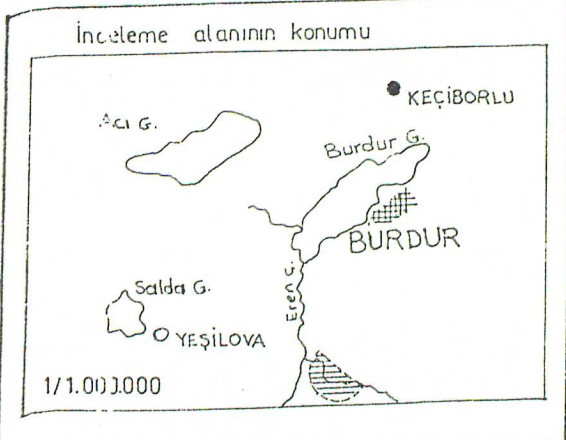 İnceleme alanının konumu
KEÇİBORLU
Acı G.
Burdur G.
BURDUR
Eren Ç.
Salda G.
YEŞİLOVA
1/1.000.000